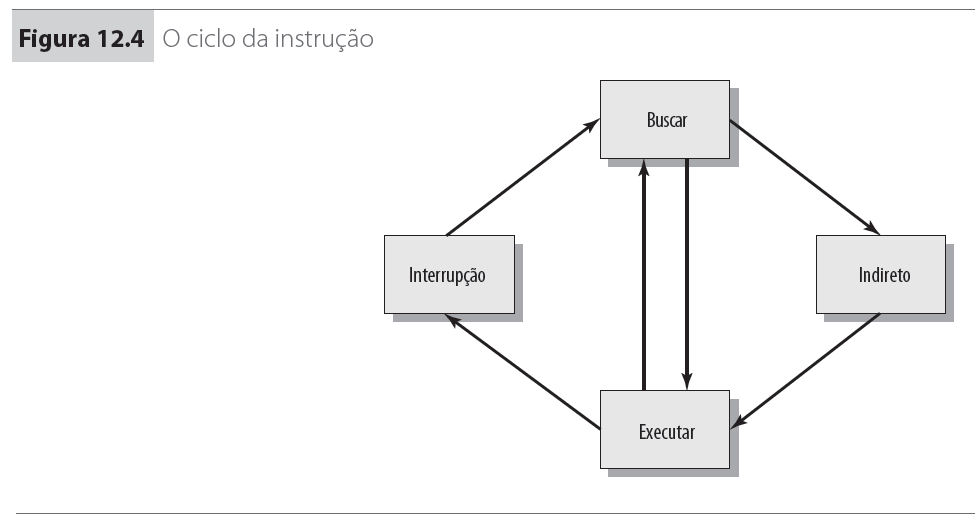 Figura 12.4 O ciclo da instrução
Buscar
Interrupção
Indireto
Executar